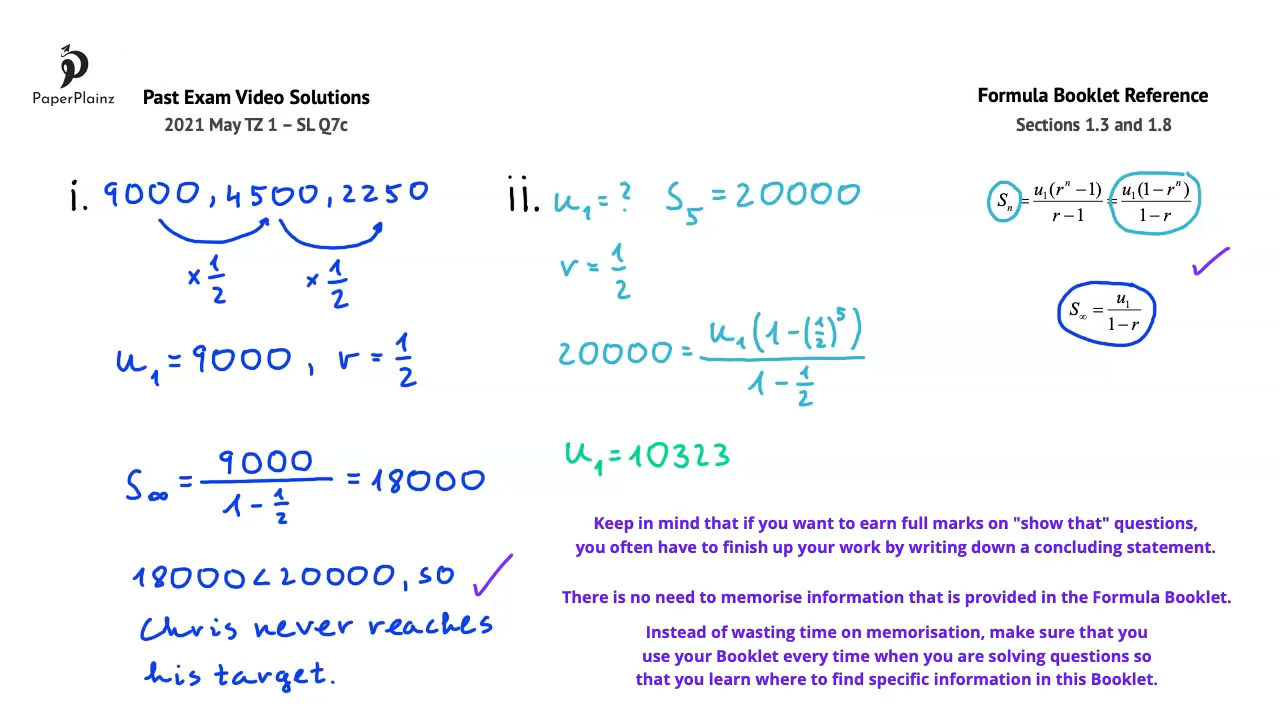 PaperPlainz
Past Exam Video Solutions
2021 May TZ 1 – SL Q7c
Formula Booklet Reference
Sections 1.3 and 1.8
i. 9000, 4500, 2250
× 1/2 × 1/2
u₁ = 9000, r = 1/2
S∞ = 9000/(1 − 1/2) = 18000
18000 < 20000, so
Chris never reaches
his target.
ii. u₁ = ? S₅ = 20000
r = 1/2
20000 = u₁(1 − (1/2)⁵)/(1 − 1/2)
u₁ = 10323
Sₙ = u₁(rⁿ − 1)/(r − 1) = u₁(1 − rⁿ)/(1 − r)
S∞ = u₁/(1 − r)
Keep in mind that if you want to earn full marks on "show that" questions,
you often have to finish up your work by writing down a concluding statement.
There is no need to memorise information that is provided in the Formula Booklet.
Instead of wasting time on memorisation, make sure that you
use your Booklet every time when you are solving questions so
that you learn where to find specific information in this Booklet.